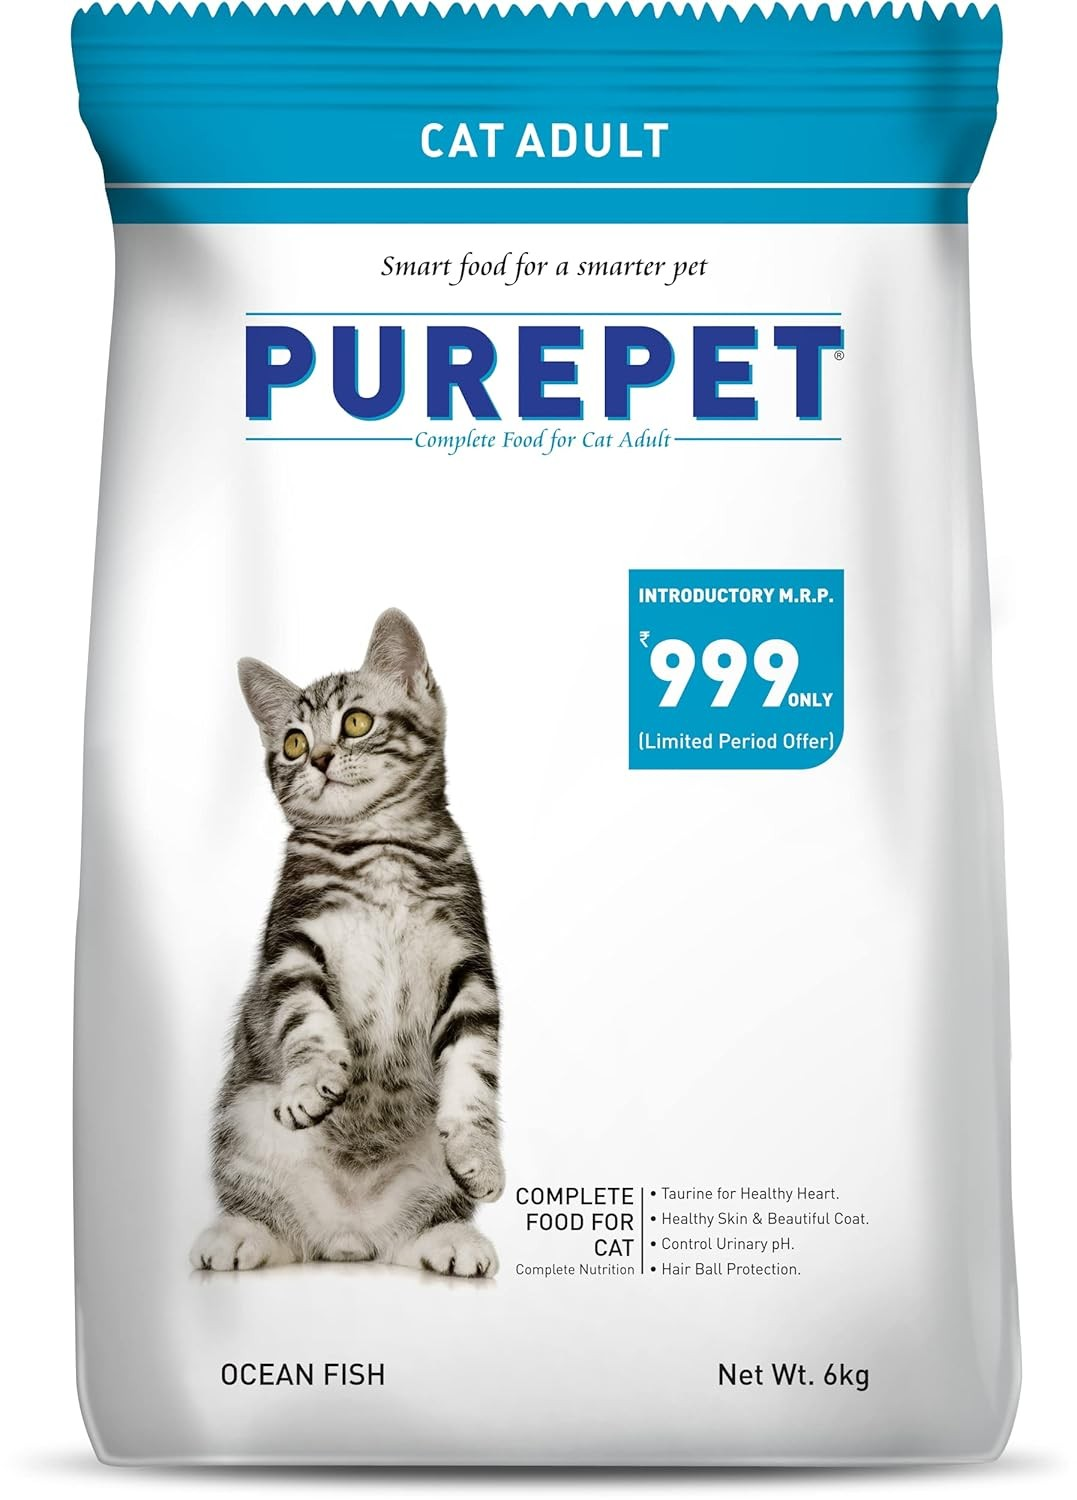 CAT ADULT
Smart food for a smarter pet
PUREPET®
Complete Food for Cat Adult
INTRODUCTORY M.R.P.
₹999 ONLY
(Limited Period Offer)
COMPLETE
FOOD FOR
CAT
Complete Nutrition
• Taurine for Healthy Heart.
• Healthy Skin & Beautiful Coat.
• Control Urinary pH.
• Hair Ball Protection.
OCEAN FISH
Net Wt. 6kg